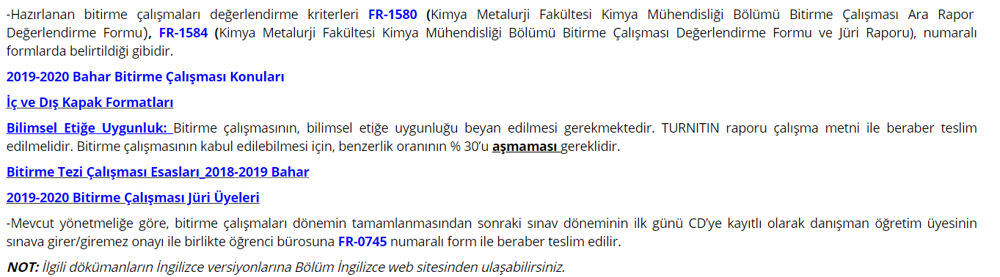 -Hazırlanan bitirme çalışmaları değerlendirme kriterleri FR-1580 (Kimya Metalurji Fakültesi Kimya Mühendisliği Bölümü Bitirme Çalışması Ara Rapor
Değerlendirme Formu), FR-1584 (Kimya Metalurji Fakültesi Kimya Mühendisliği Bölümü Bitirme Çalışması Değerlendirme Formu ve Jüri Raporu), numaralı
formlarda belirtildiği gibidir.
2019-2020 Bahar Bitirme Çalışması Konuları
İç ve Dış Kapak Formatları
Bilimsel Etiğe Uygunluk: Bitirme çalışmasının, bilimsel etiğe uygunluğu beyan edilmesi gerekmektedir. TURNITIN raporu çalışma metni ile beraber teslim
edilmelidir. Bitirme çalışmasının kabul edilebilmesi için, benzerlik oranının % 30’u aşmaması gereklidir.
Bitirme Tezi Çalışması Esasları_2018-2019 Bahar
2019-2020 Bitirme Çalışması Jüri Üyeleri
-Mevcut yönetmeliğe göre, bitirme çalışmaları dönemin tamamlanmasından sonraki sınav döneminin ilk günü CD’ye kayıtlı olarak danışman öğretim üyesinin
sınava girer/giremez onayı ile birlikte öğrenci bürosuna FR-0745 numaralı form ile beraber teslim edilir.
NOT: İlgili dökümanların İngilizce versiyonlarına Bölüm İngilizce web sitesinden ulaşabilirsiniz.